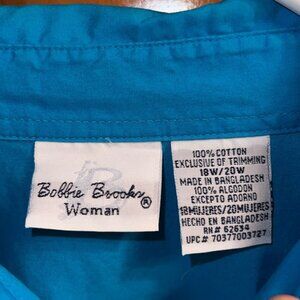 Bobbie Brooks®
Woman
100% COTTON
EXCLUSIVE OF TRIMMING
18W/20W
MADE IN BANGLADESH
100% ALGODON
EXCEPTO ADORNO
18MUJERES/20MUJERES
HECHO EN BANGLADESH
RN# 62634
UPC# 70377003727